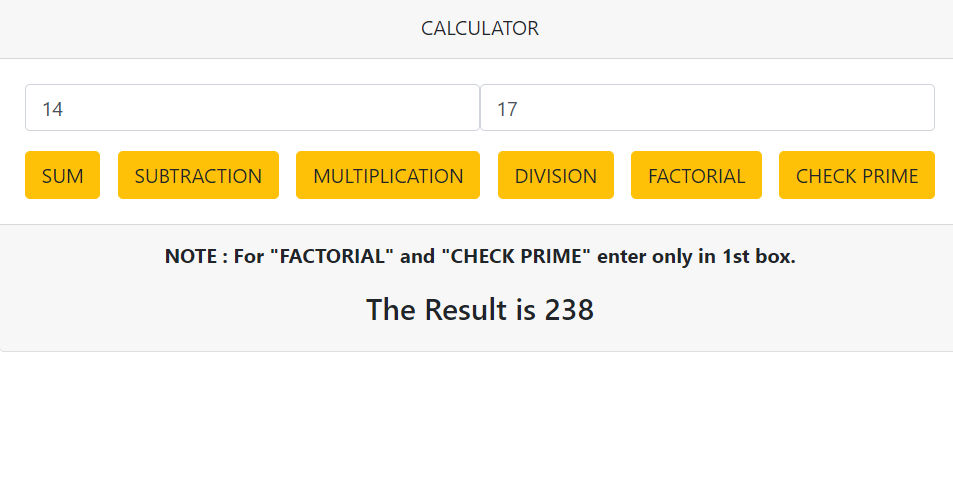 CALCULATOR
14 17
SUM SUBTRACTION MULTIPLICATION DIVISION FACTORIAL CHECK PRIME
NOTE : For "FACTORIAL" and "CHECK PRIME" enter only in 1st box.
The Result is 238